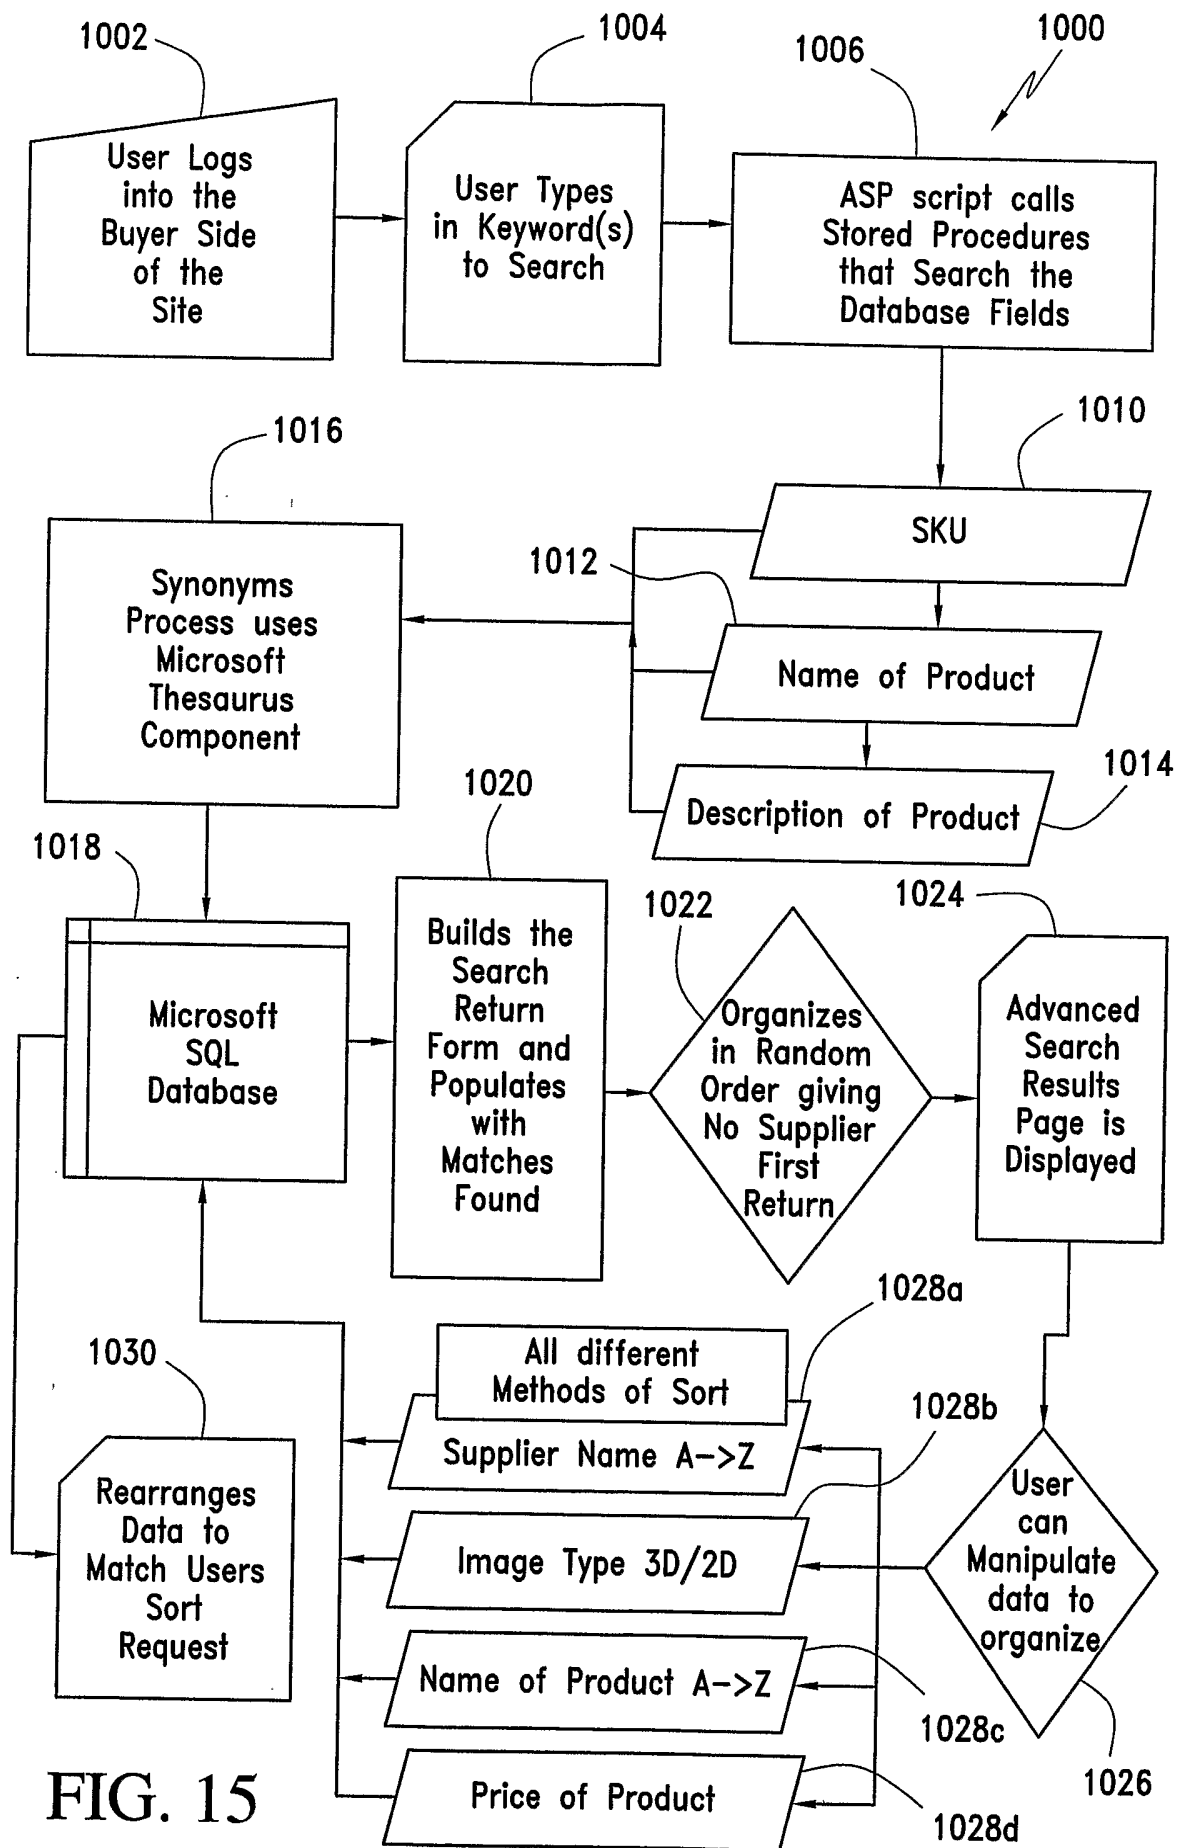 1002
1004
1006
1000
User Logs
into the
Buyer Side
of the
Site
User Types
in Keyword(s)
to Search
ASP script calls
Stored Procedures
that Search the
Database Fields
1016
1010
Synonyms
Process uses
Microsoft
Thesaurus
Component
SKU
1012
Name of Product
1014
Description of Product
1018
1020
1022
1024
Microsoft
SQL
Database
Builds the
Search
Return
Form and
Populates
with
Matches
Found
Organizes
in Random
Order giving
No Supplier
First
Return
Advanced
Search
Results
Page is
Displayed
1028a
All different
Methods of Sort
Supplier Name A->Z
1028b
Image Type 3D/2D
Name of Product A->Z
1028c
Price of Product
1028d
User
can
Manipulate
data to
organize
1026
1030
Rearranges
Data to
Match Users
Sort
Request
FIG. 15